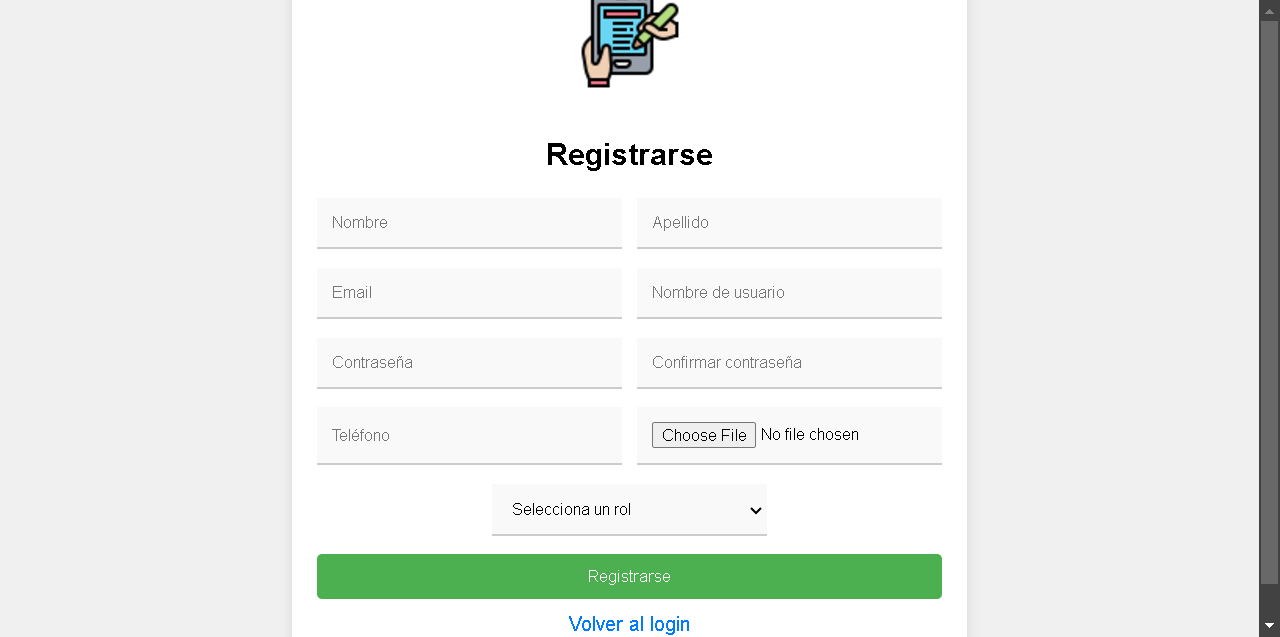 Registrarse
Nombre
Apellido
Email
Nombre de usuario
Contraseña
Confirmar contraseña
Teléfono
Choose File No file chosen
Selecciona un rol
Registrarse
Volver al login